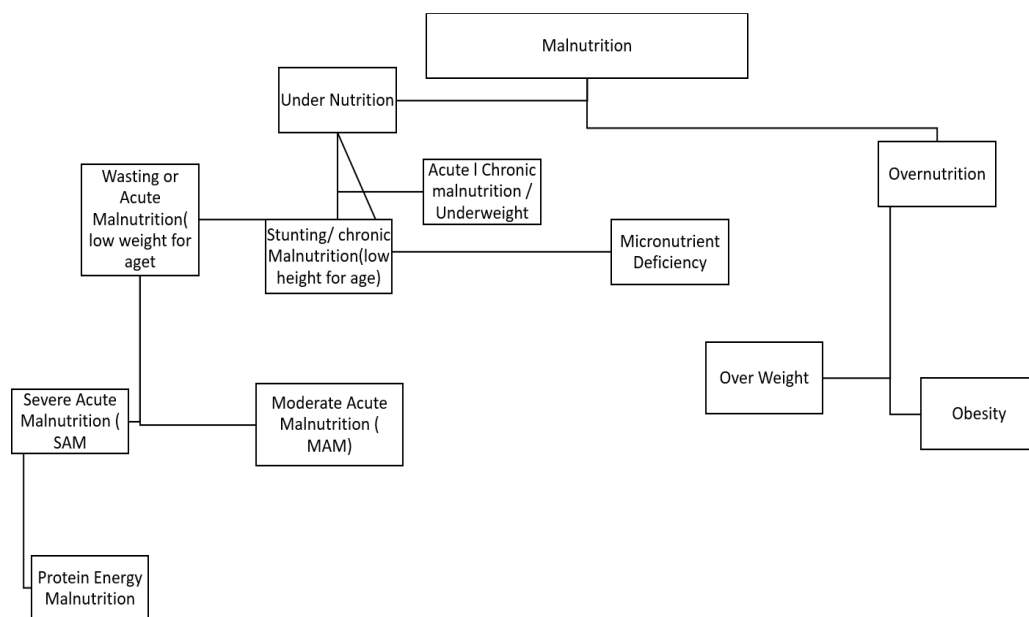 Malnutrition
Under Nutrition
Acute I Chronic
malnutrition /
Underweight
Overnutrition
Wasting or
Acute
Malnutrition(
low weight for
aget
Stunting/ chronic
Malnutrition(low
height for age)
Micronutrient
Deficiency
Over Weight
Obesity
Severe Acute
Malnutrition (
SAM
Moderate Acute
Malnutrition (
MAM)
Protein Energy
Malnutrition